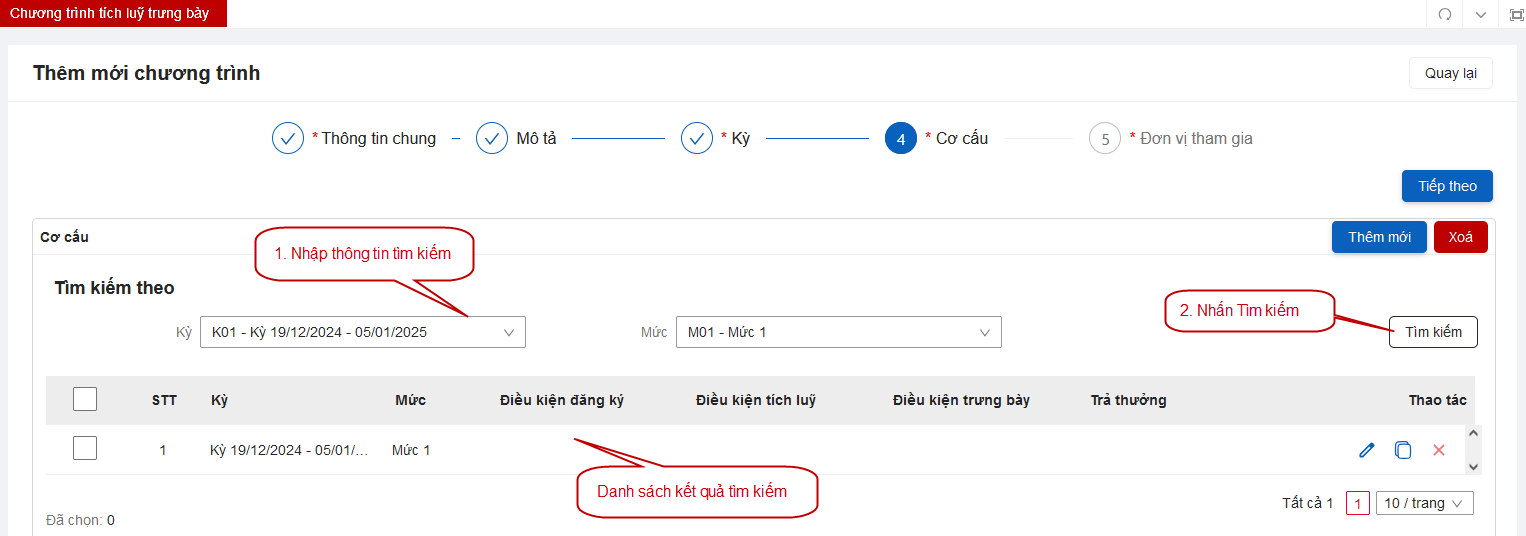 Chương trình tích luỹ trưng bày
Thêm mới chương trình
Quay lại
* Thông tin chung
Mô tả
* Kỳ
4 * Cơ cấu
5 * Đơn vị tham gia
Tiếp theo
Cơ cấu
1. Nhập thông tin tìm kiếm
Thêm mới
Xoá
Tìm kiếm theo
2. Nhấn Tìm kiếm
Kỳ K01 - Kỳ 19/12/2024 - 05/01/2025
Mức M01 - Mức 1
Tìm kiếm
STT Kỳ Mức Điều kiện đăng ký Điều kiện tích luỹ Điều kiện trưng bày Trả thưởng Thao tác
1 Kỳ 19/12/2024 - 05/01/... Mức 1
Danh sách kết quả tìm kiếm
Tất cả 1 1 10 / trang
Đã chọn: 0